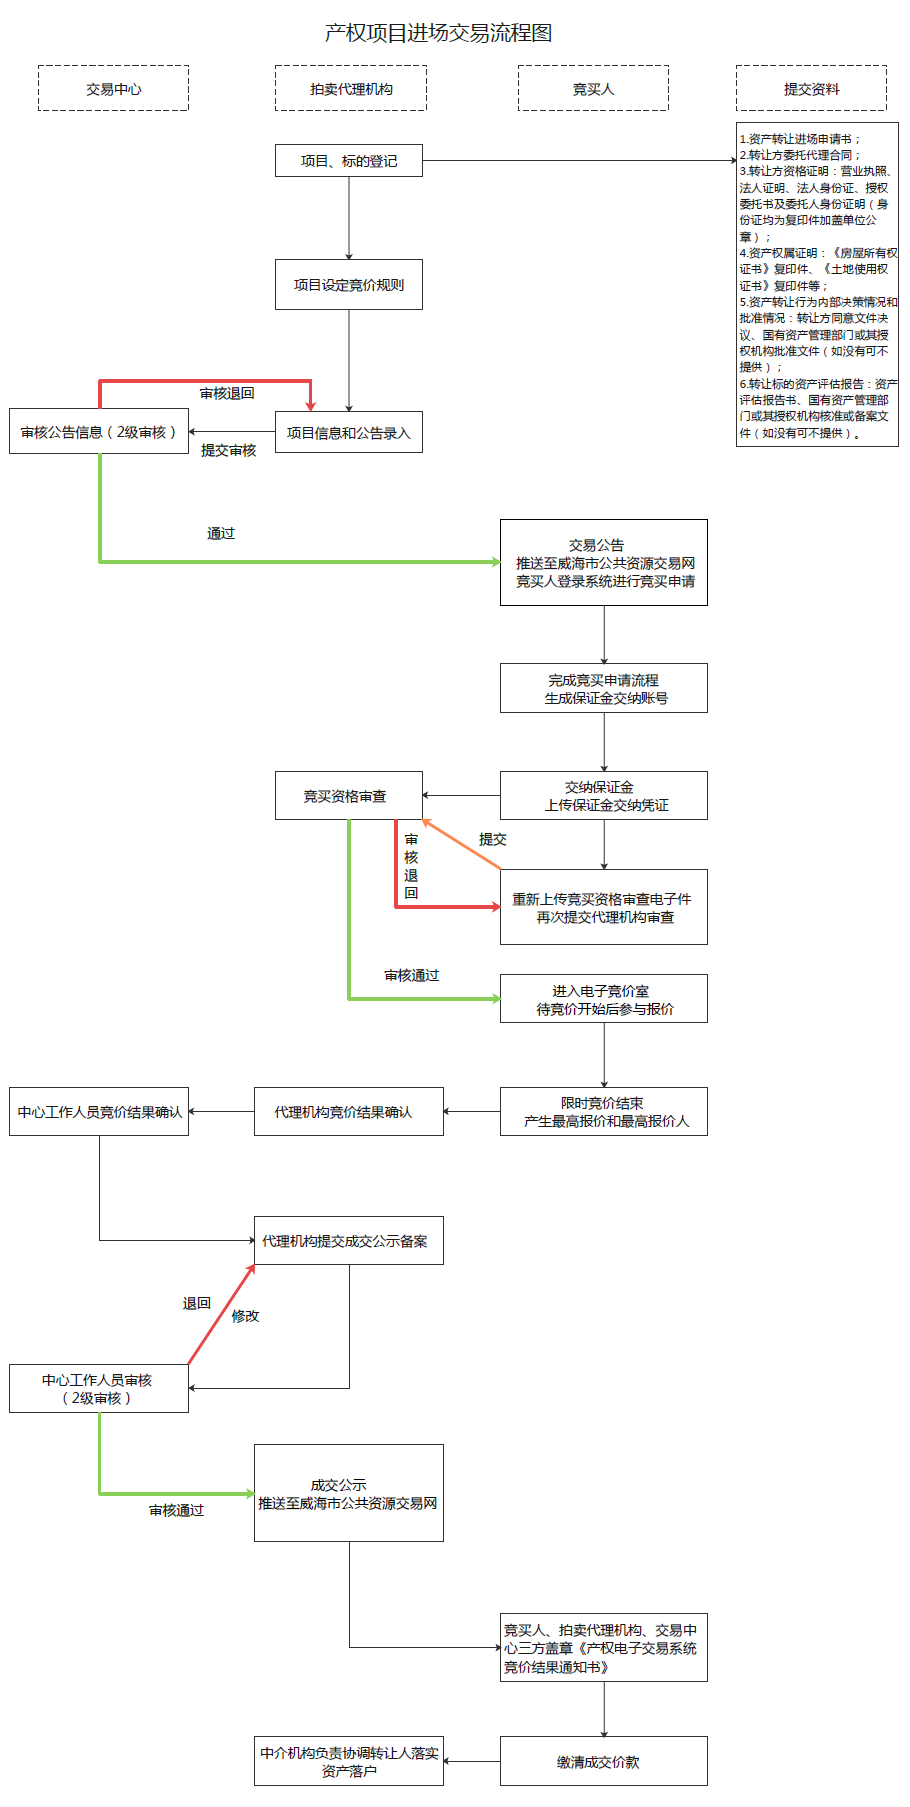 产权项目进场交易流程图
交易中心
拍卖代理机构
竟买人
提交资料
项目、标的登记
1.资产转让进场申请书；
2.转让方委托代理合同；
3.转让方资格证明：营业执照、
法人证明、法人身份证、授权
委托书及委托人身份证明（身
份证均为复印件加盖单位公
章）；
4.资产权属证明：《房屋所有权
证书》复印件、《土地使用权
证书》复印件等；
5.资产转让行为内部决策情况和
批准情况：转让方同意文件决
议、国有资产管理部门或其授
权机构批准文件（如没有可不
提供）；
6.转让标的资产评估报告：资产
评估报告书、国有资产管理部
门或其授权机构核准或备案文
件（如没有可不提供）。
项目设定竟价规则
审核退回
审核公告信息（2级审核）
项目信息和公告录入
提交审核
通过
交易公告
推送至威海市公共资源交易网
竟买人登录系统进行竟买申请
完成竟买申请流程
生成保证金交纳账号
竟买资格审查
交纳保证金
上传保证金交纳凭证
审
核
退
回
提交
重新上传竟买资格审查电子件
再次提交代理机构审查
审核通过
进入电子竟价室
待竟价开始后参与报价
中心工作人员竟价结果确认
代理机构竟价结果确认
限时竟价结束
产生最高报价和最高报价人
代理机构提交成交公示备案
退回
修改
中心工作人员审核
（2级审核）
成交公示
推送至威海市公共资源交易网
审核通过
竟买人、拍卖代理机构、交易中
心三方盖章《产权电子交易系统
竟价结果通知书》
中介机构负责协调转让人落实
资产落户
缴清成交价款